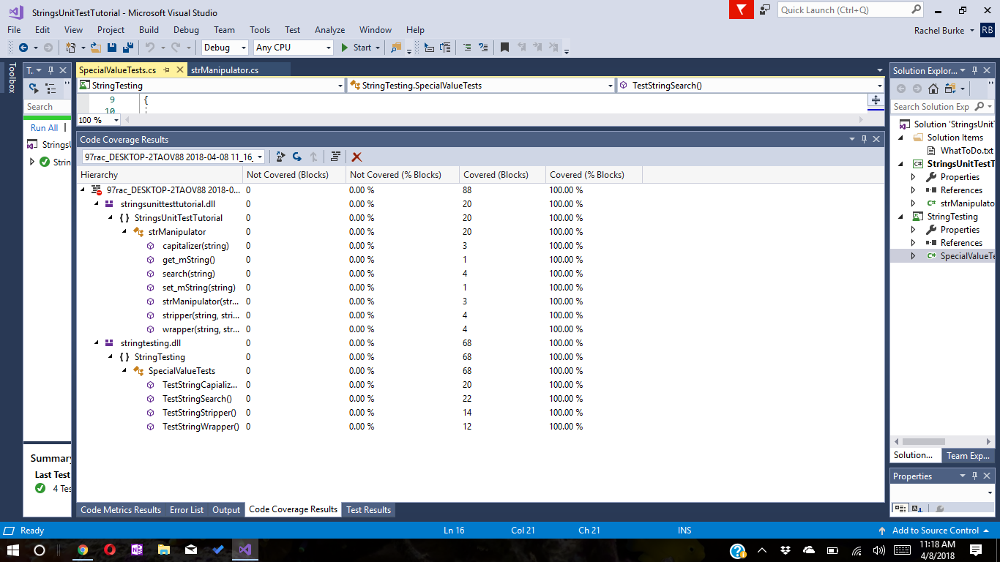 StringsUnitTestTutorial - Microsoft Visual Studio
Quick Launch (Ctrl+Q)
File Edit View Project Build Debug Team Tools Test Analyze Window Help
Rachel Burke RB
Debug Any CPU Start
Toolbox
T.
Search
Run All
StringsU
Strin
Summary
Last Test
4 Tes
SpecialValueTests.cs strManipulator.cs
StringTesting StringTesting.SpecialValueTests TestStringSearch()
9 {
10
100 %
Code Coverage Results
97rac_DESKTOP-2TAOV88 2018-04-08 11_16_
Hierarchy Not Covered (Blocks) Not Covered (% Blocks) Covered (Blocks) Covered (% Blocks)
97rac_DESKTOP-2TAOV88 2018-0... 0 0.00 % 88 100.00 %
stringsunittesttutorial.dll 0 0.00 % 20 100.00 %
{ } StringsUnitTestTutorial 0 0.00 % 20 100.00 %
strManipulator 0 0.00 % 20 100.00 %
capitalizer(string) 0 0.00 % 3 100.00 %
get_mString() 0 0.00 % 1 100.00 %
search(string) 0 0.00 % 4 100.00 %
set_mString(string) 0 0.00 % 1 100.00 %
strManipulator(str... 0 0.00 % 3 100.00 %
stripper(string, stri... 0 0.00 % 4 100.00 %
wrapper(string, str... 0 0.00 % 4 100.00 %
stringtesting.dll 0 0.00 % 68 100.00 %
{ } StringTesting 0 0.00 % 68 100.00 %
SpecialValueTests 0 0.00 % 68 100.00 %
TestStringCapializ... 0 0.00 % 20 100.00 %
TestStringSearch() 0 0.00 % 22 100.00 %
TestStringStripper() 0 0.00 % 14 100.00 %
TestStringWrapper() 0 0.00 % 12 100.00 %
Code Metrics Results Error List Output Code Coverage Results Test Results
Solution Explor...
Search Solution Exp
Solution 'StringsUnitT
Solution Items
WhatToDo.txt
C# StringsUnitTestT
Properties
References
C# strManipulato
StringTesting
Properties
References
C# SpecialValueTe
Solution... Team Exp...
Properties
Ready Ln 16 Col 21 Ch 21 INS Add to Source Control
11:18 AM
4/8/2018